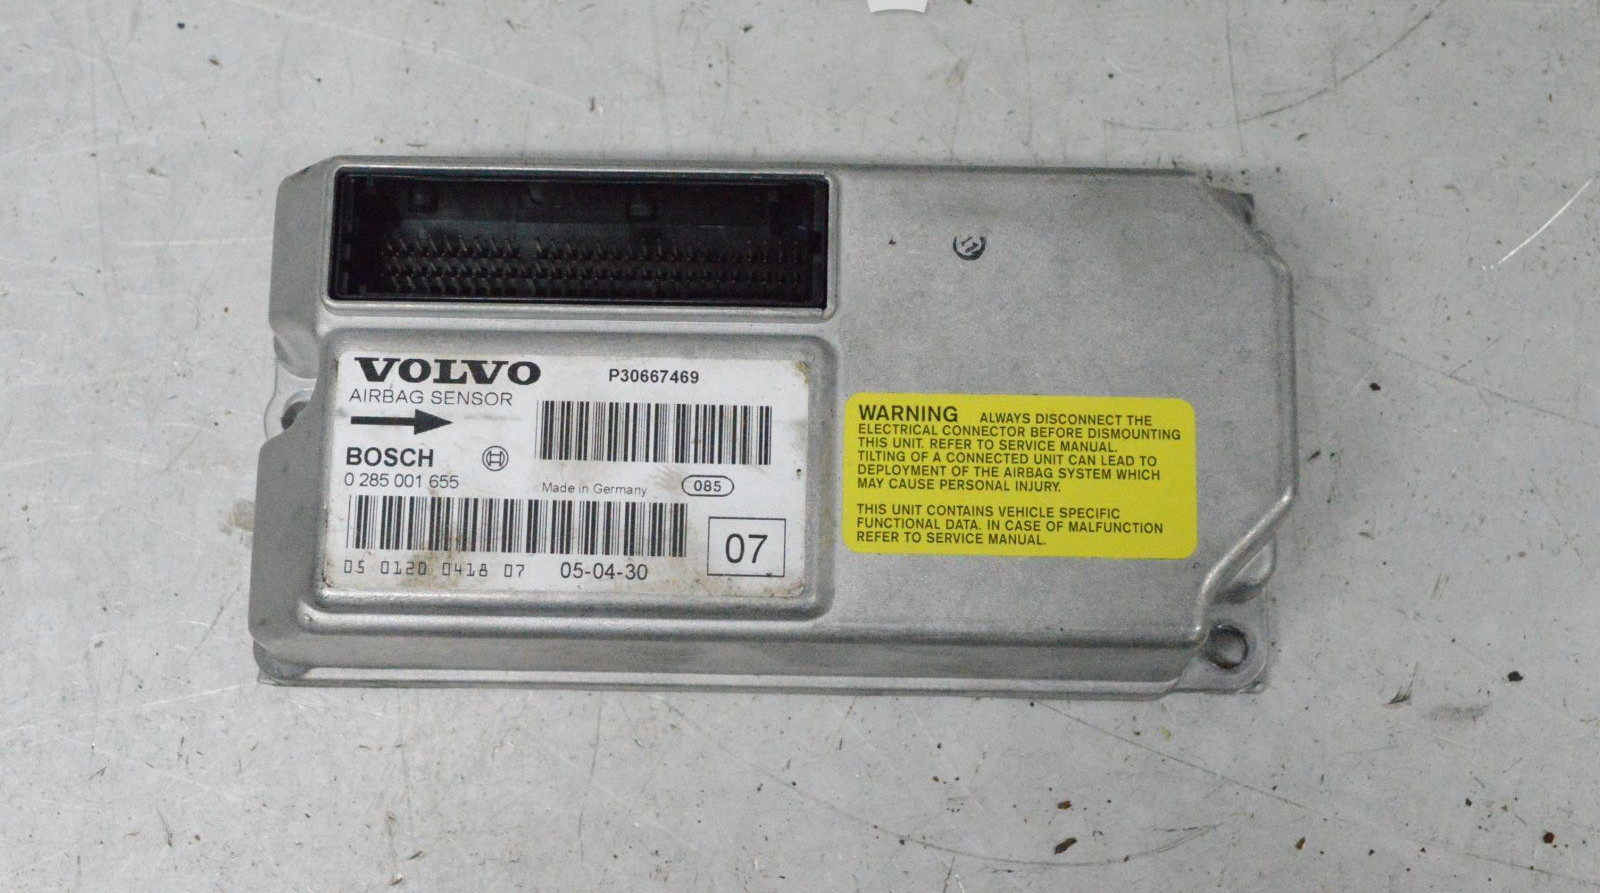 VOLVO
P30667469
AIRBAG SENSOR
BOSCH
0 285 001 655
Made in Germany
085
07
05 0120 0418 07
05-04-30
WARNING ALWAYS DISCONNECT THE
ELECTRICAL CONNECTOR BEFORE DISMOUNTING
THIS UNIT. REFER TO SERVICE MANUAL.
TILTING OF A CONNECTED UNIT CAN LEAD TO
DEPLOYMENT OF THE AIRBAG SYSTEM WHICH
MAY CAUSE PERSONAL INJURY.
THIS UNIT CONTAINS VEHICLE SPECIFIC
FUNCTIONAL DATA. IN CASE OF MALFUNCTION
REFER TO SERVICE MANUAL.